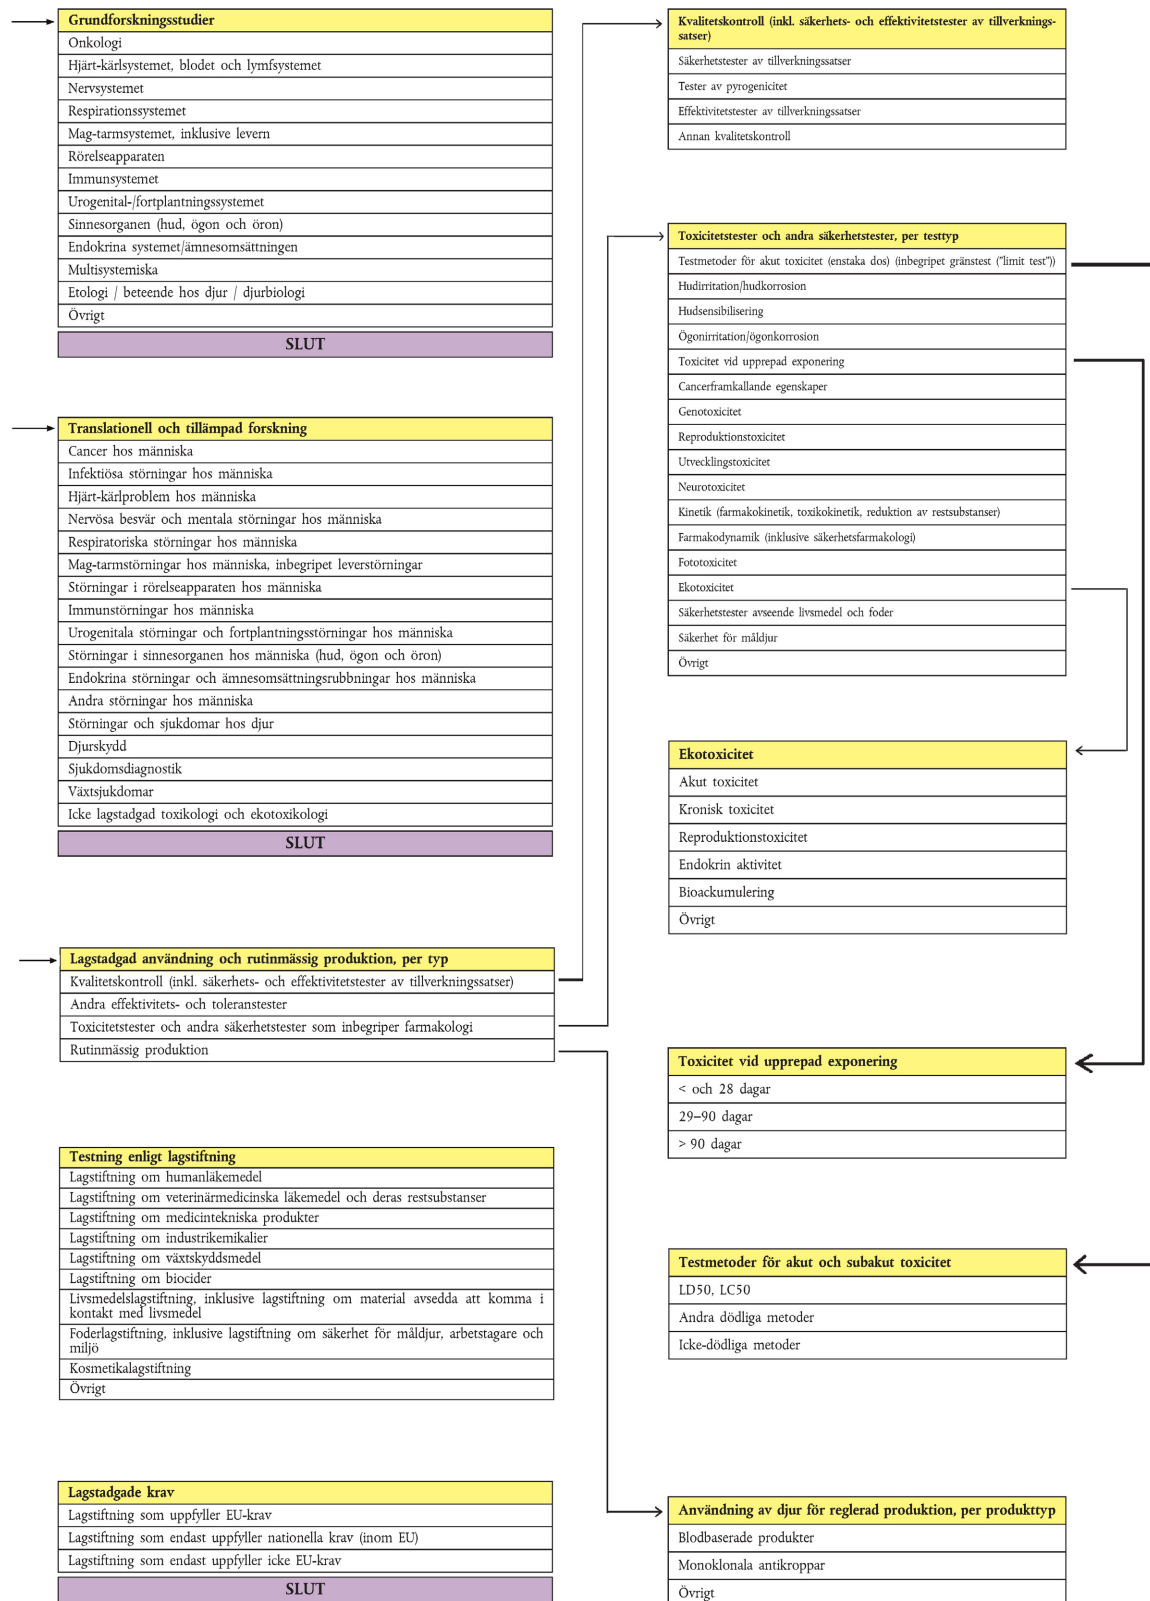 Grundforskningsstudier
Onkologi
Hjärt-kärlsystemet, blodet och lymfsystemet
Nervsystemet
Respirationssystemet
Mag-tarmsystemet, inklusive levern
Rörelseapparaten
Immunsystemet
Urogenital-/fortplantningssystemet
Sinnesorganen (hud, ögon och öron)
Endokrina systemet/ämnesomsättningen
Multisystemiska
Etologi / beteende hos djur / djurbiologi
Övrigt
SLUT
Translationell och tillämpad forskning
Cancer hos människa
Infektiösa störningar hos människa
Hjärt-kärlproblem hos människa
Nervösa besvär och mentala störningar hos människa
Respiratoriska störningar hos människa
Mag-tarmstörningar hos människa, inbegripet leverstörningar
Störningar i rörelseapparaten hos människa
Immunstörningar hos människa
Urogenitala störningar och fortplantningsstörningar hos människa
Störningar i sinnesorganen hos människa (hud, ögon och öron)
Endokrina störningar och ämnesomsättningsrubbningar hos människa
Andra störningar hos människa
Störningar och sjukdomar hos djur
Djurskydd
Sjukdomsdiagnostik
Växtsjukdomar
Icke lagstadgad toxikologi och ekotoxikologi
SLUT
Lagstadgad användning och rutinmässig produktion, per typ
Kvalitetskontroll (inkl. säkerhets- och effektivitetstester av tillverkningssatser)
Andra effektivitets- och toleranstester
Toxicitetstester och andra säkerhetstester som inbegriper farmakologi
Rutinmässig produktion
Testning enligt lagstiftning
Lagstiftning om humanläkemedel
Lagstiftning om veterinärmedicinska läkemedel och deras restsubstanser
Lagstiftning om medicintekniska produkter
Lagstiftning om industrikemikalier
Lagstiftning om växtskyddsmedel
Lagstiftning om biocider
Livsmedelslagstiftning, inklusive lagstiftning om material avsedda att komma i
kontakt med livsmedel
Foderlagstiftning, inklusive lagstiftning om säkerhet för måldjur, arbetstagare och
miljö
Kosmetikalagstiftning
Övrigt
Lagstadgade krav
Lagstiftning som uppfyller EU-krav
Lagstiftning som endast uppfyller nationella krav (inom EU)
Lagstiftning som endast uppfyller icke EU-krav
SLUT
Kvalitetskontroll (inkl. säkerhets- och effektivitetstester av tillverknings-
satser)
Säkerhetstester av tillverkningssatser
Tester av pyrogenicitet
Effektivitetstester av tillverkningssatser
Annan kvalitetskontroll
Toxicitetstester och andra säkerhetstester, per testtyp
Testmetoder för akut toxicitet (enstaka dos) (inbegripet gränstest ("limit test"))
Hudirritation/hudkorrosion
Hudsensibilisering
Ögonirritation/ögonkorrosion
Toxicitet vid upprepad exponering
Cancerframkallande egenskaper
Genotoxicitet
Reproduktionstoxicitet
Utvecklingstoxicitet
Neurotoxicitet
Kinetik (farmakokinetik, toxikokinetik, reduktion av restsubstanser)
Farmakodynamik (inklusive säkerhetsfarmakologi)
Fototoxicitet
Ekotoxicitet
Säkerhetstester avseende livsmedel och foder
Säkerhet för måldjur
Övrigt
Ekotoxicitet
Akut toxicitet
Kronisk toxicitet
Reproduktionstoxicitet
Endokrin aktivitet
Bioackumulering
Övrigt
Toxicitet vid upprepad exponering
< och 28 dagar
29–90 dagar
> 90 dagar
Testmetoder för akut och subakut toxicitet
LD50, LC50
Andra dödliga metoder
Icke-dödliga metoder
Användning av djur för reglerad produktion, per produkttyp
Blodbaserade produkter
Monoklonala antikroppar
Övrigt